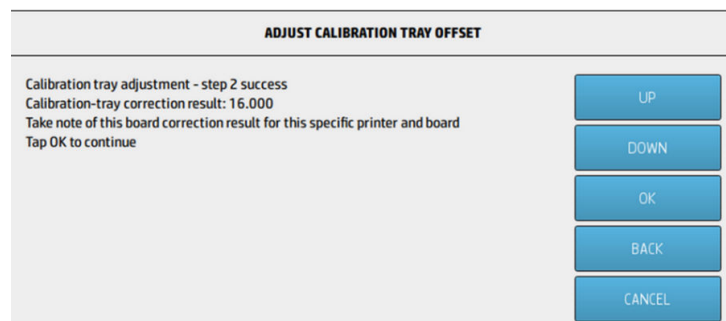 ADJUST CALIBRATION TRAY OFFSET
Calibration tray adjustment - step 2 success
Calibration-tray correction result: 16.000
Take note of this board correction result for this specific printer and board
Tap OK to continue
UP
DOWN
OK
BACK
CANCEL